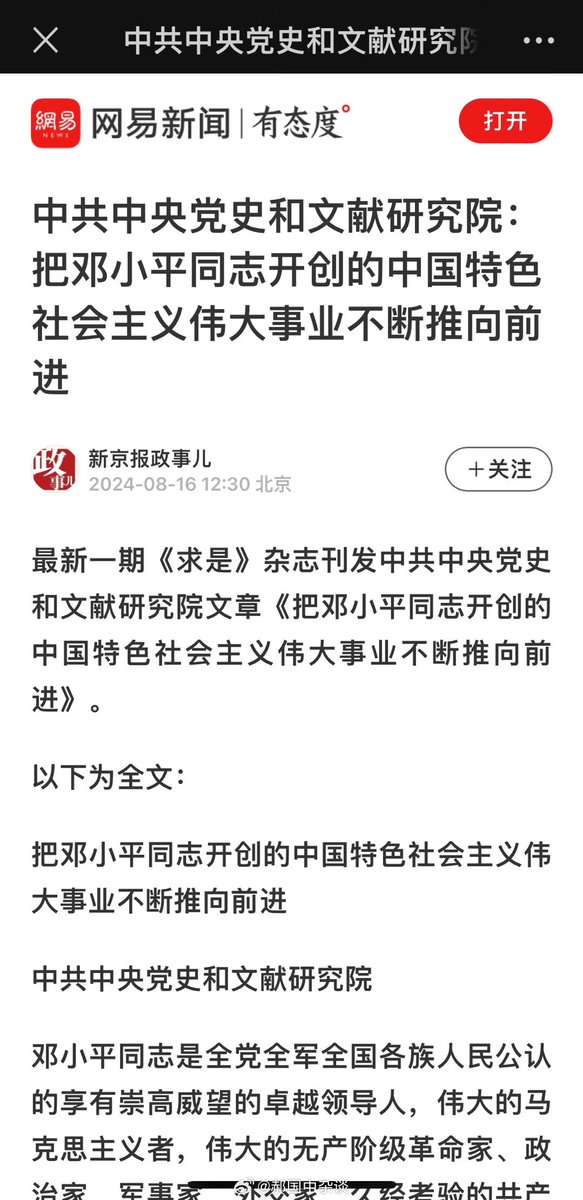 中共中央党史和文献研究院
網易
NEWS
网易新闻|有态度°
打开
中共中央党史和文献研究院：
把邓小平同志开创的中国特色
社会主义伟大事业不断推向前
进
政
事儿
新京报政事儿
2024-08-16 12:30 北京
+关注
最新一期《求是》杂志刊发中共中央党史
和文献研究院文章《把邓小平同志开创的
中国特色社会主义伟大事业不断推向前
进》。
以下为全文：
把邓小平同志开创的中国特色社会主义伟
大事业不断推向前进
中共中央党史和文献研究院
邓小平同志是全党全军全国各族人民公认
的享有崇高威望的卓越领导人，伟大的马
克思主义者，伟大的无产阶级革命家、政
治家、军事家、外交家，久经考验的共产